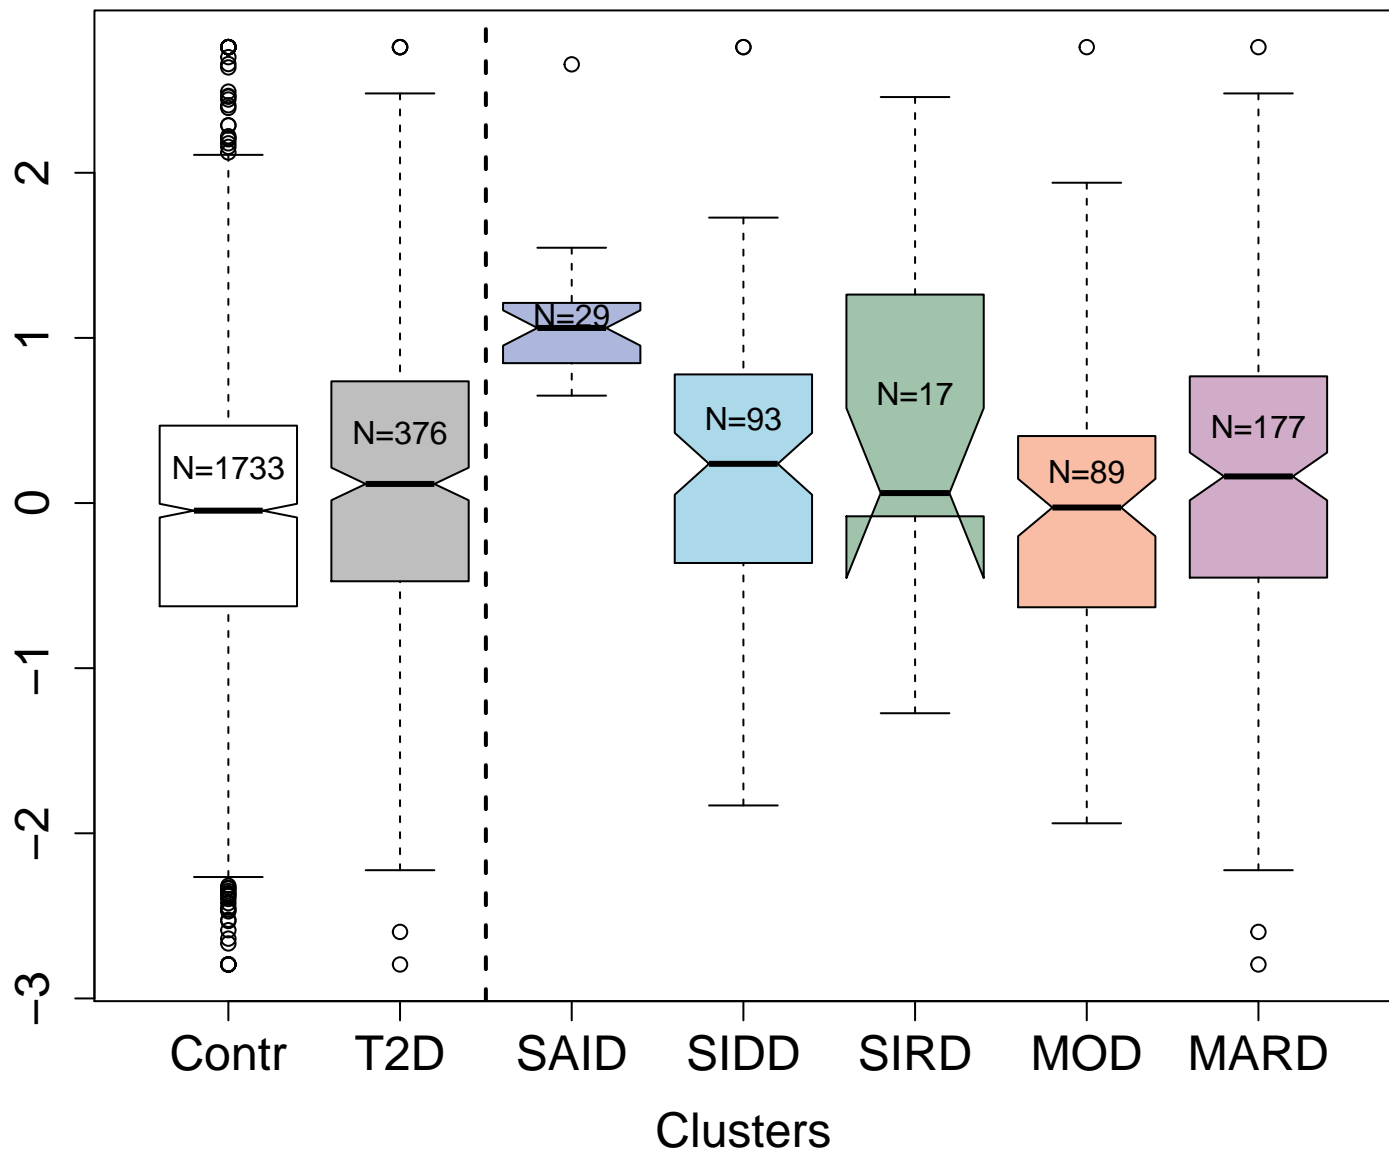 2
1
0
−1
−2
−3
N=1733
N=376
N=29
N=93
N=17
N=89
N=177
Contr T2D SAID SIDD SIRD MOD MARD
Clusters